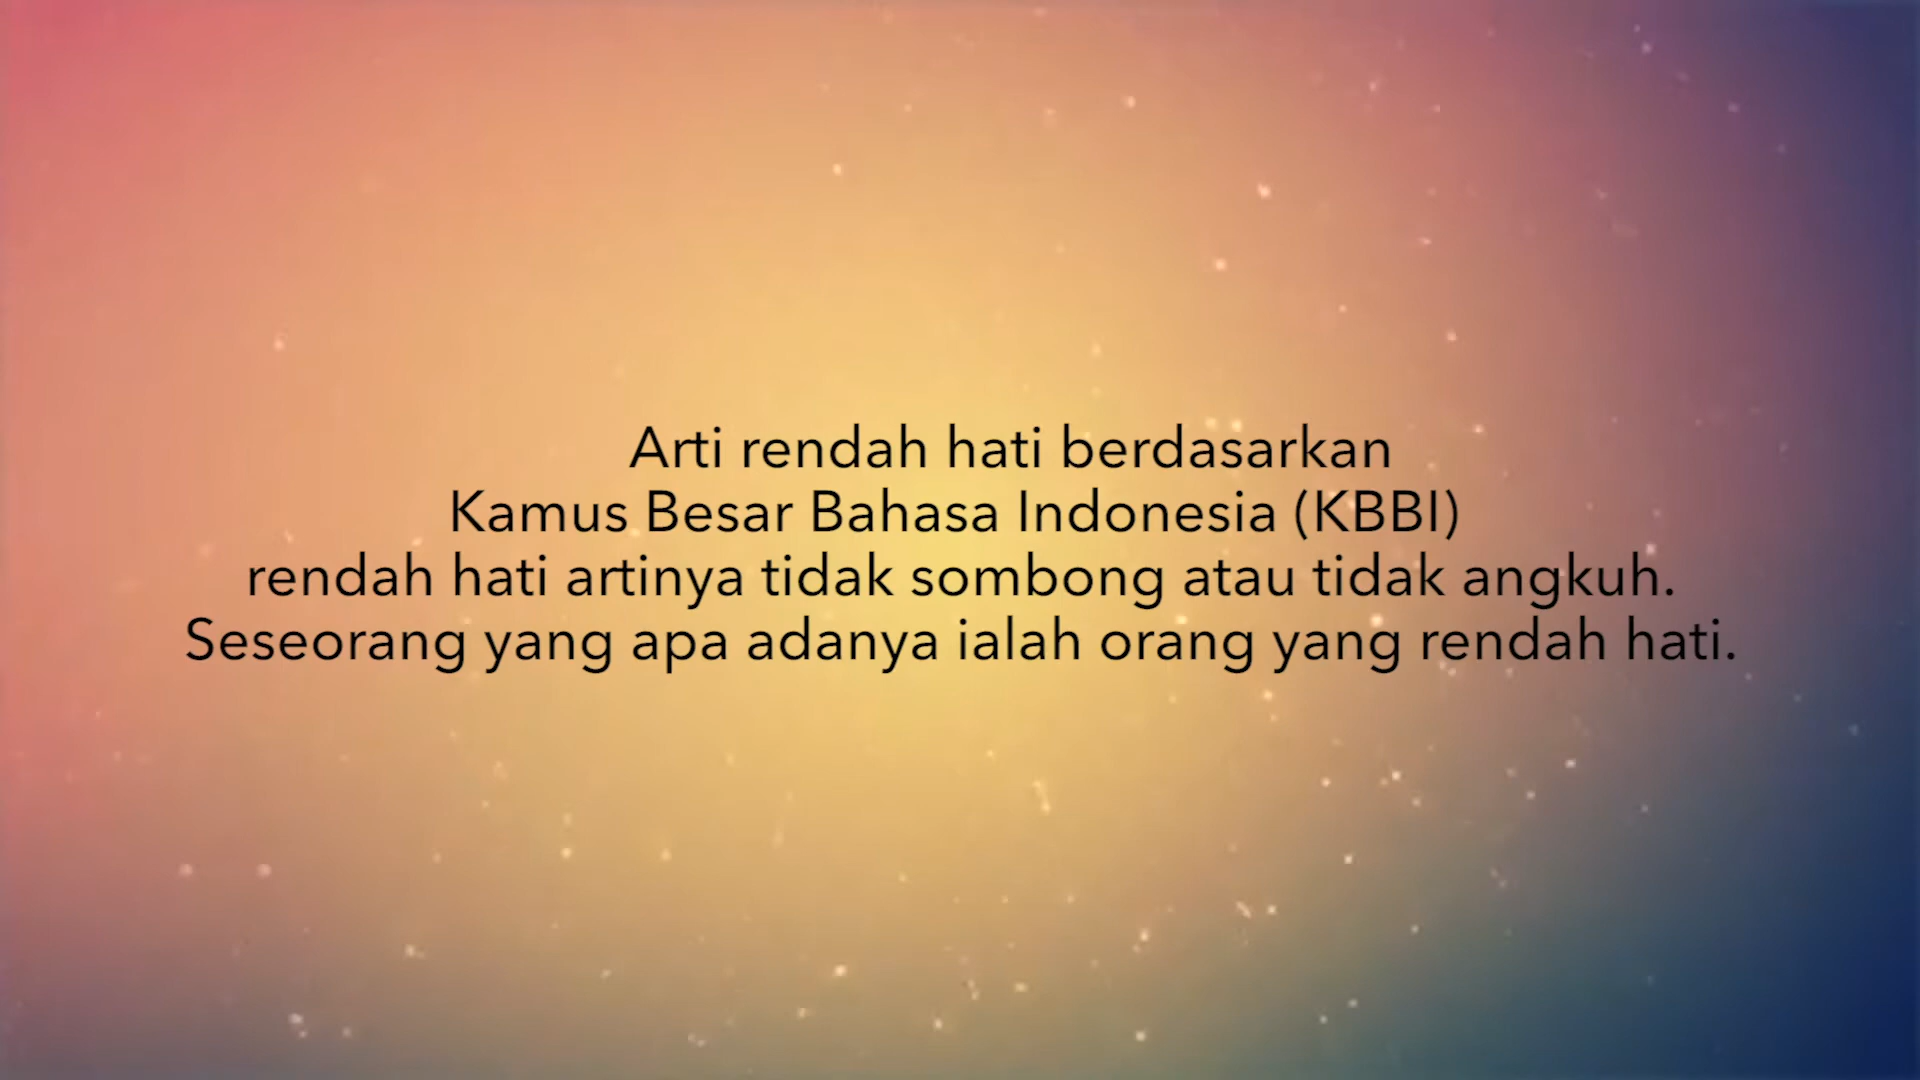 Arti rendah hati berdasarkan
Kamus Besar Bahasa Indonesia (KBBI)
rendah hati artinya tidak sombong atau tidak angkuh.
Seseorang yang apa adanya ialah orang yang rendah hati.